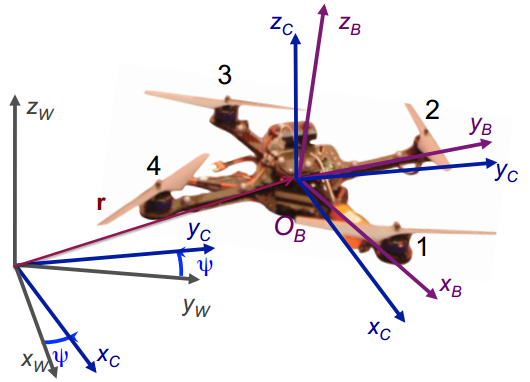 z_C
z_B
3
2
z_W
y_B
4
y_C
r
y_C
O_B
1
ψ
y_W
x_B
x_C
x_W
ψ
x_C